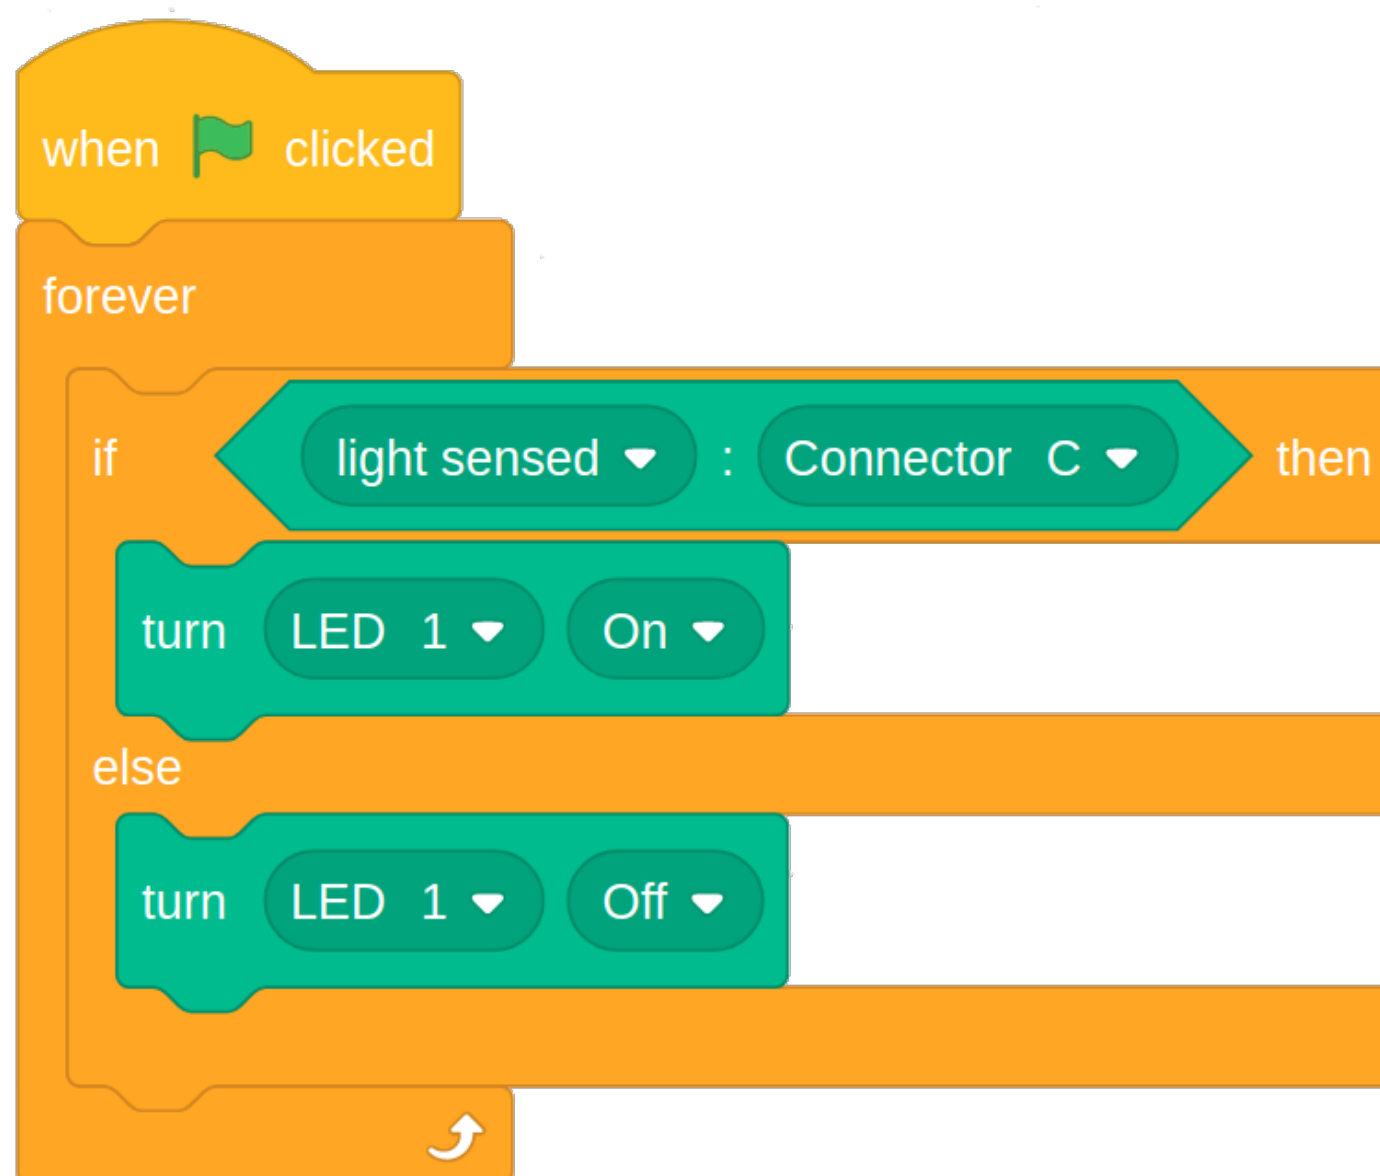 when clicked
forever
if light sensed : Connector C then
turn LED 1 On
else
turn LED 1 Off